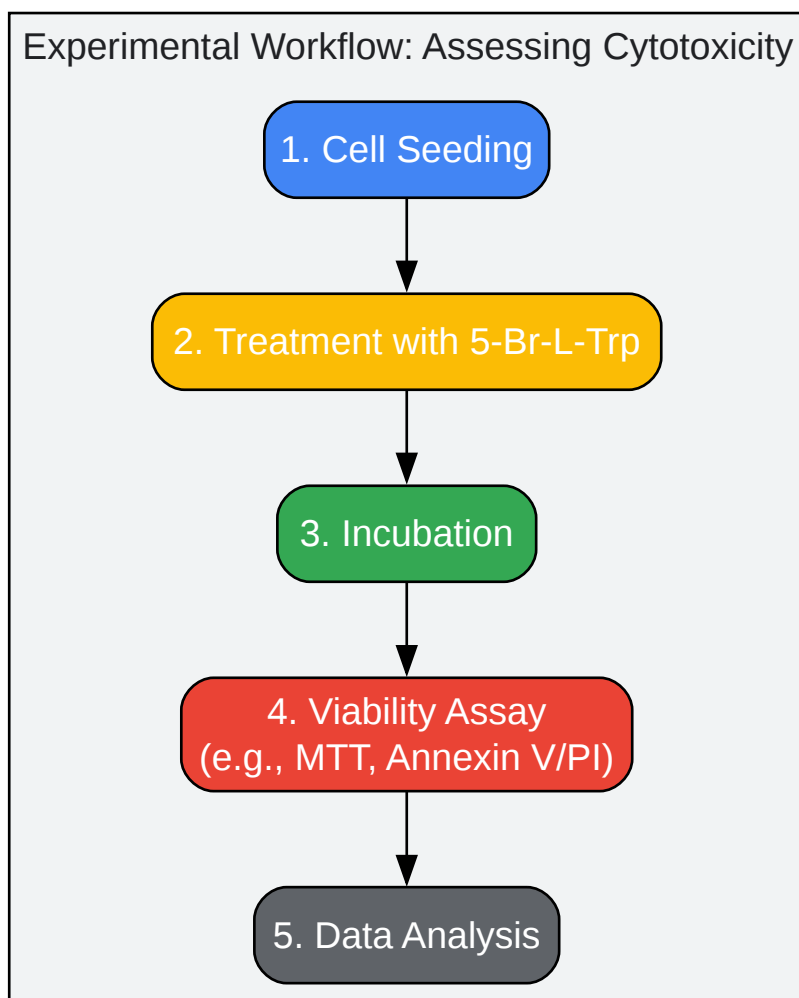 Experimental Workflow: Assessing Cytotoxicity
1. Cell Seeding
2. Treatment with 5-Br-L-Trp
3. Incubation
4. Viability Assay
(e.g., MTT, Annexin V/PI)
5. Data Analysis